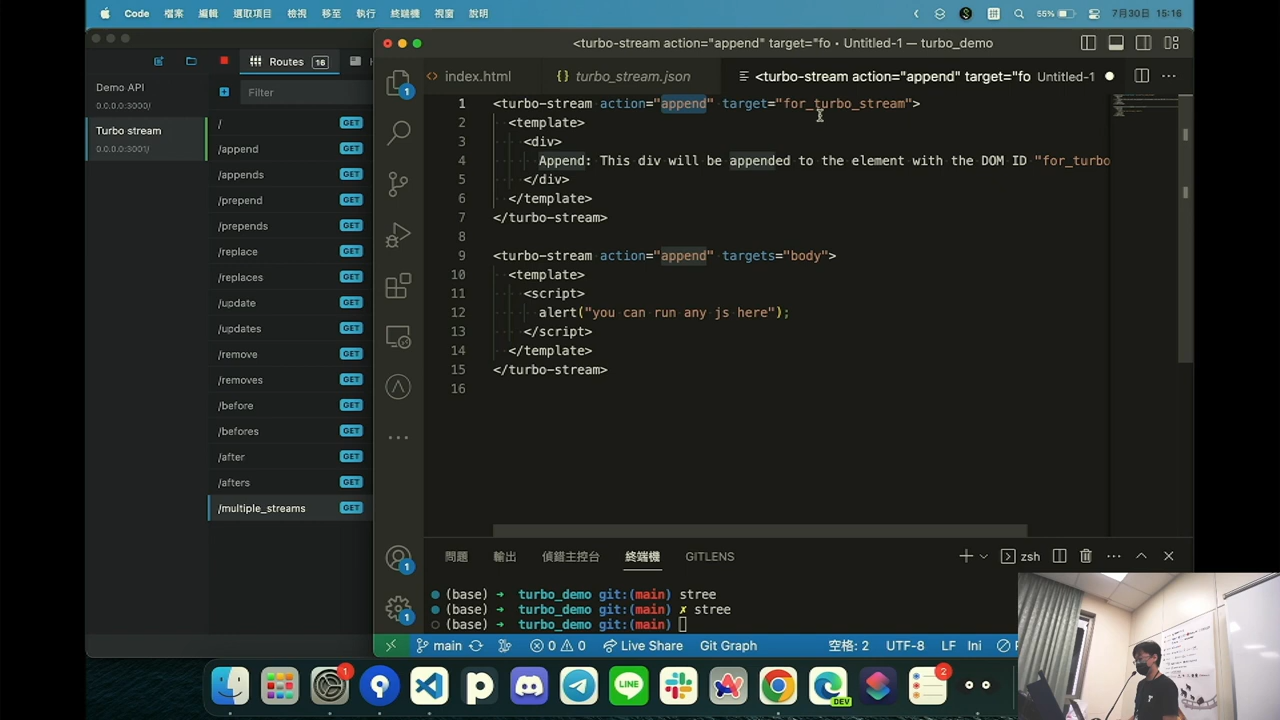 Code 檔案 編輯 選取項目 檢視 移至 執行 終端機 視窗 說明 55% 7月30日 15:16
<turbo-stream action="append" target="fo • Untitled-1 — turbo_demo
Routes 16
index.html turbo_stream.json <turbo-stream action="append" target="fo Untitled-1
Demo API
0.0.0.0:3000/
Turbo stream
0.0.0.0:3001/
Filter
/ GET
/append GET
/appends GET
/prepend GET
/prepends GET
/replace GET
/replaces GET
/update GET
/updates GET
/remove GET
/removes GET
/before GET
/befores GET
/after GET
/afters GET
/multiple_streams GET
1 <turbo-stream action="append" target="for_turbo_stream">
2 <template>
3 <div>
4 Append: This div will be appended to the element with the DOM ID "for_turbo
5 </div>
6 </template>
7 </turbo-stream>
8
9 <turbo-stream action="append" targets="body">
10 <template>
11 <script>
12 alert("you can run any js here");
13 </script>
14 </template>
15 </turbo-stream>
16
問題 輸出 偵錯主控台 終端機 GITLENS zsh
(base) ➜ turbo_demo git:(main) stree
(base) ➜ turbo_demo git:(main) ✗ stree
(base) ➜ turbo_demo git:(main)
main 0 0 Live Share Git Graph 空格: 2 UTF-8 LF Ini
1
1
1
LINE
DEV
2